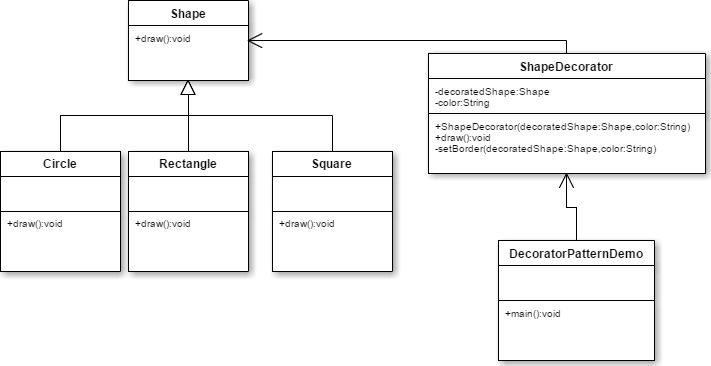 Shape
+draw():void
ShapeDecorator
-decoratedShape:Shape
-color:String
+ShapeDecorator(decoratedShape:Shape,color:String)
+draw():void
-setBorder(decoratedShape:Shape,color:String)
Circle
+draw():void
Rectangle
+draw():void
Square
+draw():void
DecoratorPatternDemo
+main():void